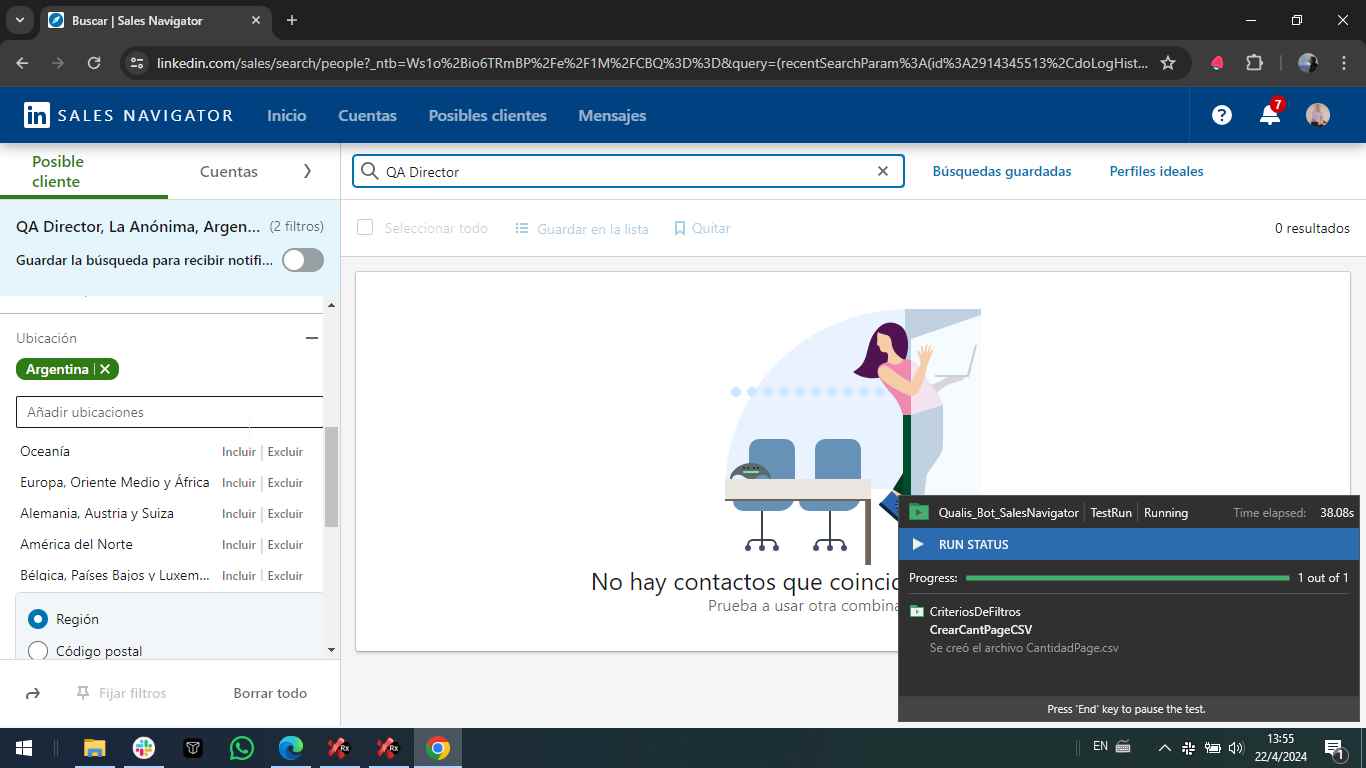 Buscar | Sales Navigator
linkedin.com/sales/search/people?_ntb=Ws1o%2Bio6TRmBP%2Fe%2F1M%2FCBQ%3D%3D&query=(recentSearchParam%3A(id%3A2914345513%2CdoLogHist...
in SALES NAVIGATOR
Inicio
Cuentas
Posibles clientes
Mensajes
?
7
Posible cliente
Cuentas
QA Director
Búsquedas guardadas
Perfiles ideales
QA Director, La Anónima, Argen... (2 filtros)
Guardar la búsqueda para recibir notifi...
Seleccionar todo
Guardar en la lista
Quitar
0 resultados
Ubicación
Argentina
Añadir ubicaciones
Oceanía Incluir Excluir
Europa, Oriente Medio y África Incluir Excluir
Alemania, Austria y Suiza Incluir Excluir
América del Norte Incluir Excluir
Bélgica, Países Bajos y Luxem... Incluir Excluir
Región
Código postal
Fijar filtros
Borrar todo
No hay contactos que coinci
Prueba a usar otra combin
Qualis_Bot_SalesNavigator TestRun Running Time elapsed: 38.08s
RUN STATUS
Progress: 1 out of 1
CriteriosDeFiltros
CrearCantPageCSV
Se creó el archivo CantidadPage.csv
Press 'End' key to pause the test.
Rx
Rx
EN
13:55
22/4/2024
1